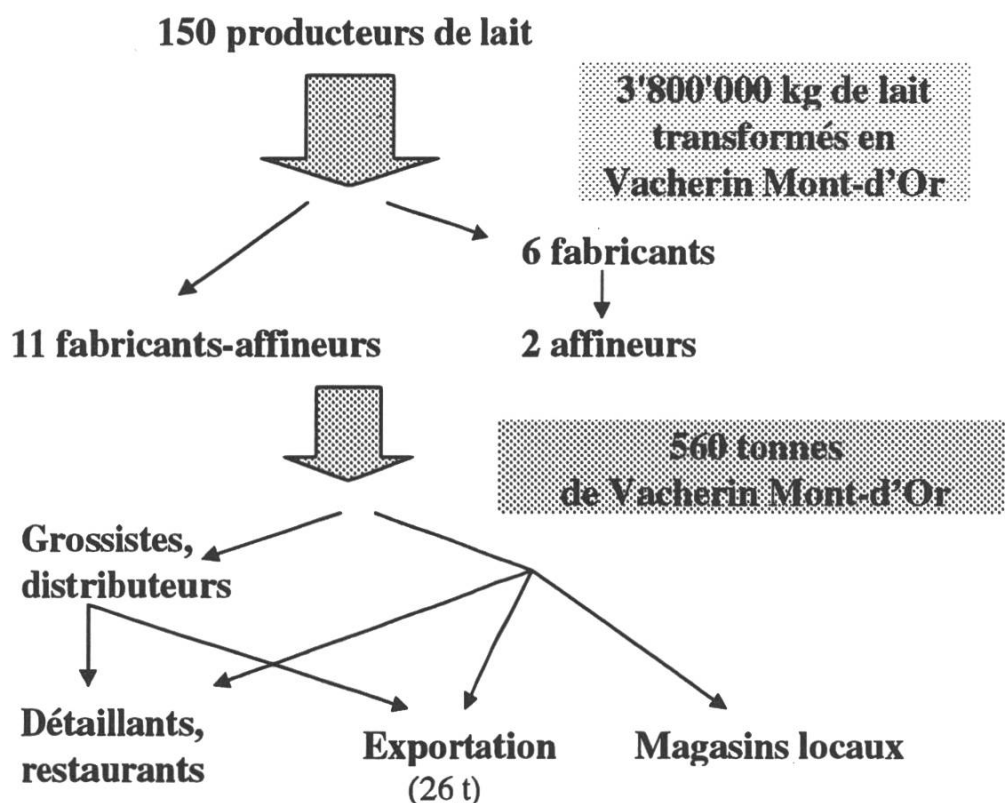 150 producteurs de lait
3'800'000 kg de lait
transformés en
Vacherin Mont-d'Or
6 fabricants
11 fabricants-affineurs
2 affineurs
560 tonnes
de Vacherin Mont-d'Or
Grossistes,
distributeurs
Détaillants,
restaurants
Exportation
(26 t)
Magasins locaux